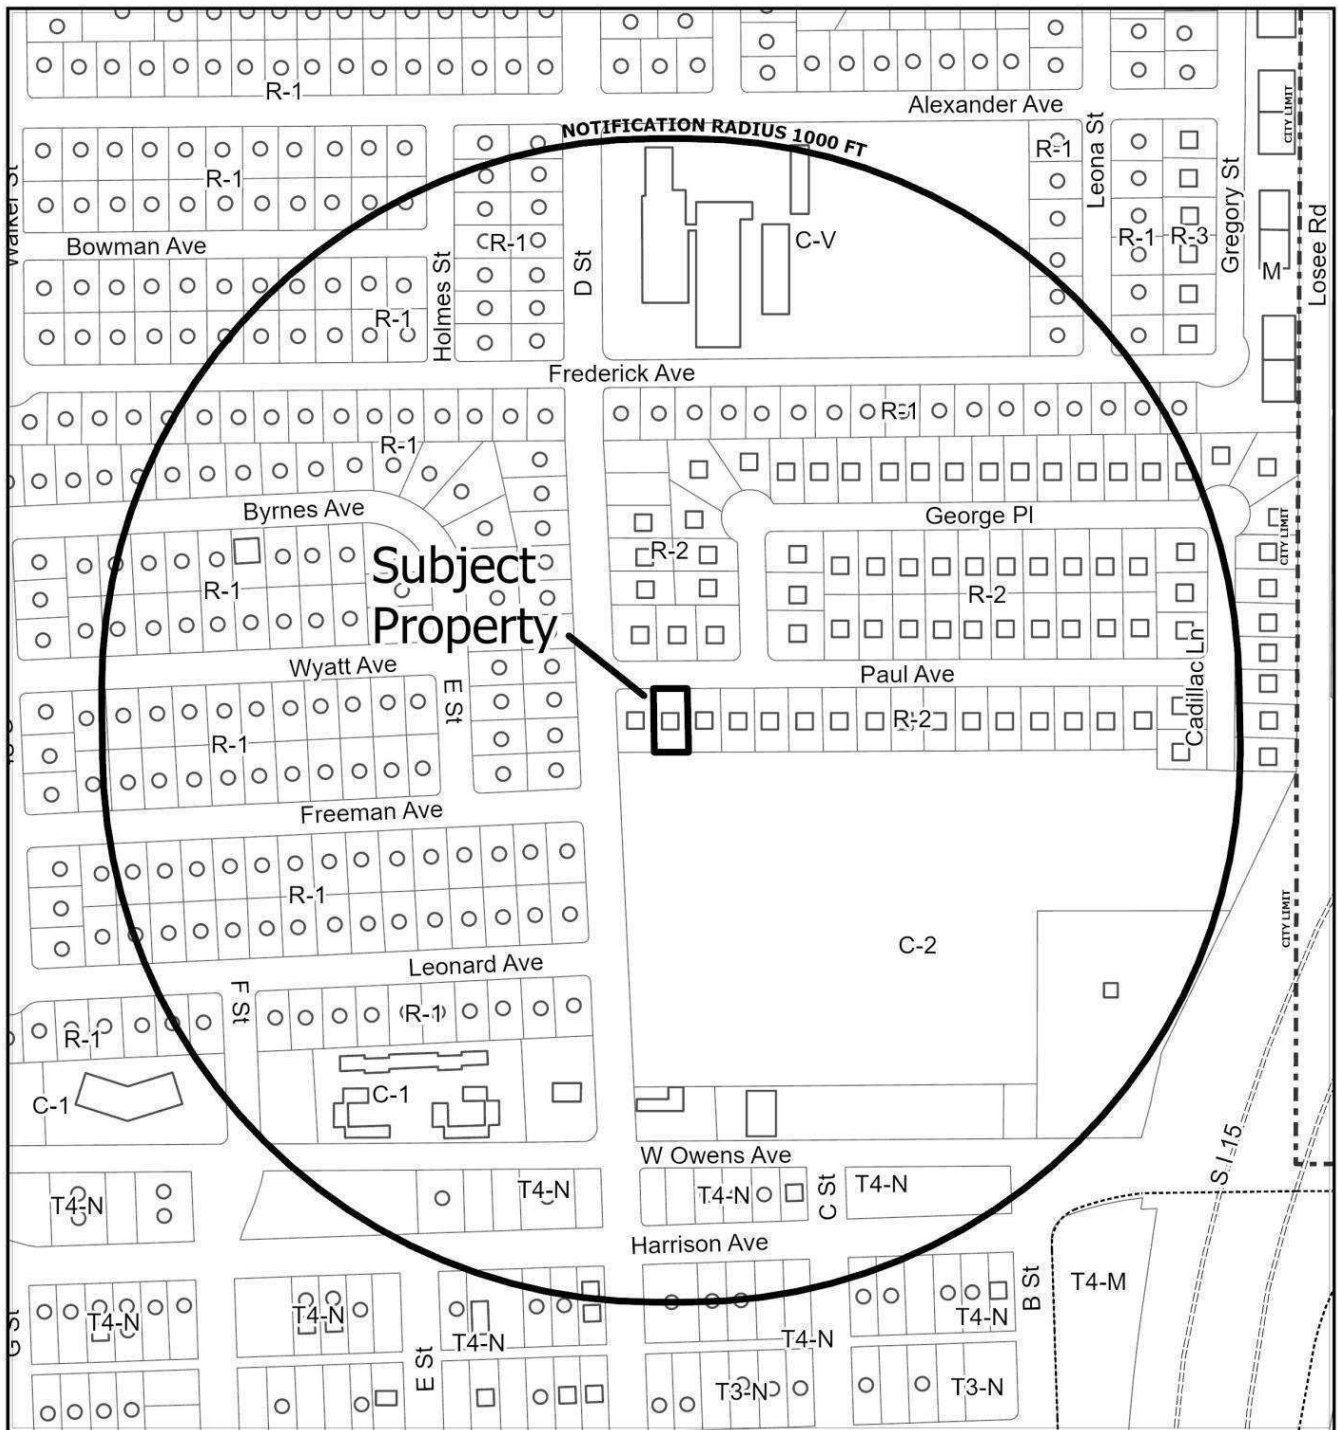 R-1
Alexander Ave
NOTIFICATION RADIUS 1000 FT
CITY LIMIT
R-1
R-1
Leona St
Walker St
R-1
Gregory St
Bowman Ave
R-1
D St
C-V
R-1
R-3
Losee Rd
M
Holmes St
R-1
Frederick Ave
R-1
R-1
Byrnes Ave
George Pl
CITY LIMIT
Subject
Property
R-2
R-1
R-2
Wyatt Ave
Paul Ave
Cadillac Ln
E St
R-1
R-2
Freeman Ave
R-1
C-2
CITY LIMIT
Leonard Ave
F St
R-1
R-1
C-1
C-1
W Owens Ave
S I 15
T4-N
T4-N
T4-N
C St
T4-N
Harrison Ave
B St
T4-M
G St
T4-N
T4-N
T4-N
T4-N
T4-N
E St
T3-N
T3-N